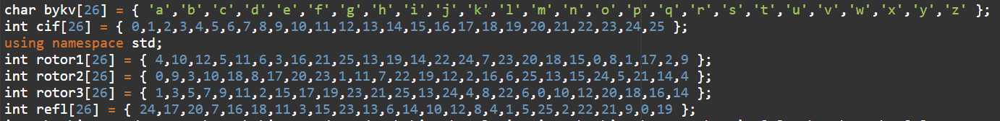 char bykv[26] = { 'a','b','c','d','e','f','g','h','i','j','k','l','m','n','o','p','q','r','s','t','u','v','w','x','y','z' };
int cif[26] = { 0,1,2,3,4,5,6,7,8,9,10,11,12,13,14,15,16,17,18,19,20,21,22,23,24,25 };
using namespace std;
int rotor1[26] = { 4,10,12,5,11,6,3,16,21,25,13,19,14,22,24,7,23,20,18,15,0,8,1,17,2,9 };
int rotor2[26] = { 0,9,3,10,18,8,17,20,23,1,11,7,22,19,12,2,16,6,25,13,15,24,5,21,14,4 };
int rotor3[26] = { 1,3,5,7,9,11,2,15,17,19,23,21,25,13,24,4,8,22,6,0,10,12,20,18,16,14 };
int refl[26] = { 24,17,20,7,16,18,11,3,15,23,13,6,14,10,12,8,4,1,5,25,2,22,21,9,0,19 };